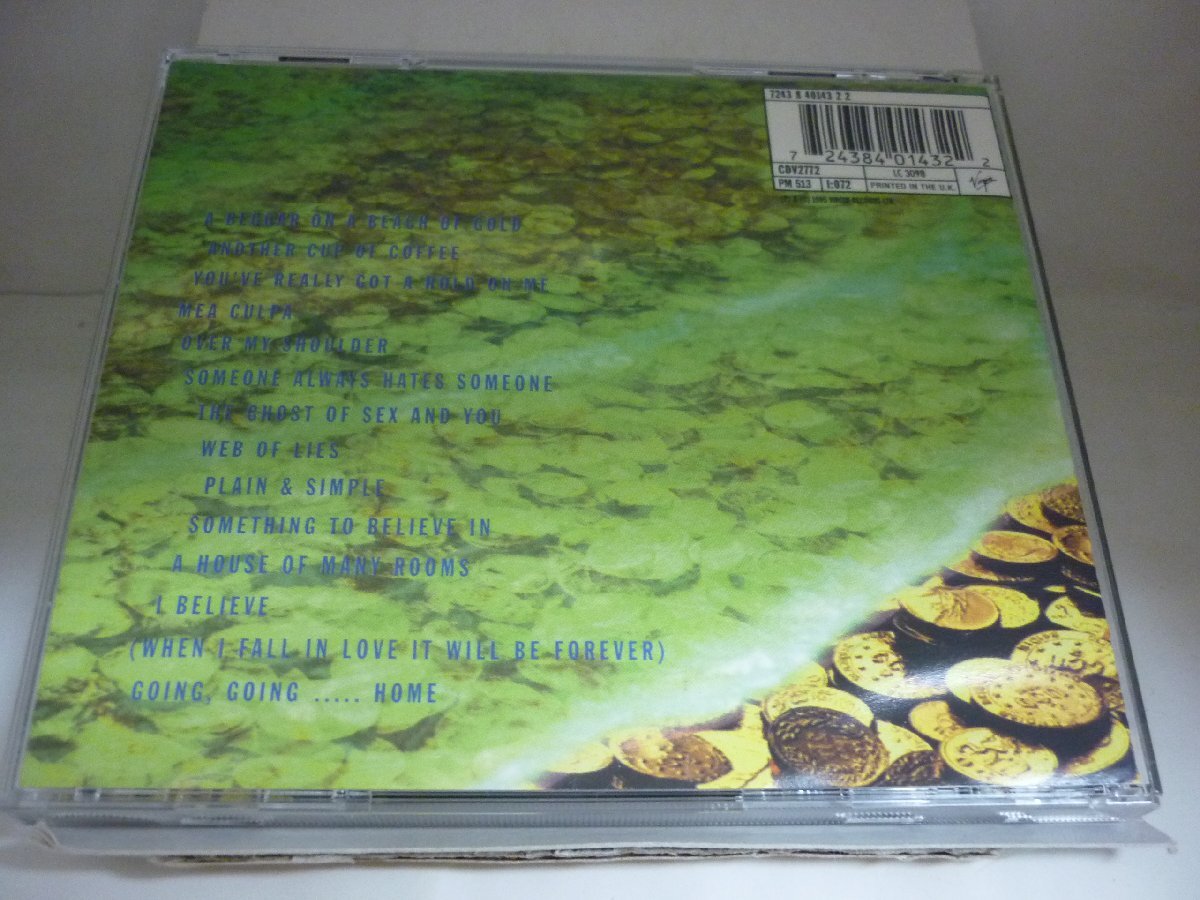 7243 8 40143 2 2
7 24384 01432 2
CDV2772
LC 3098
PM 513
F:072
PRINTED IN THE U.K.
Virgin
A BEGGAR ON A BEACH OF GOLD
ANOTHER CUP OF COFFEE
YOU'VE REALLY GOT A HOLD ON ME
MEA CULPA
OVER MY SHOULDER
SOMEONE ALWAYS HATES SOMEONE
THE GHOST OF SEX AND YOU
WEB OF LIES
PLAIN & SIMPLE
SOMETHING TO BELIEVE IN
A HOUSE OF MANY ROOMS
I BELIEVE
(WHEN I FALL IN LOVE IT WILL BE FOREVER)
GOING, GOING ..... HOME